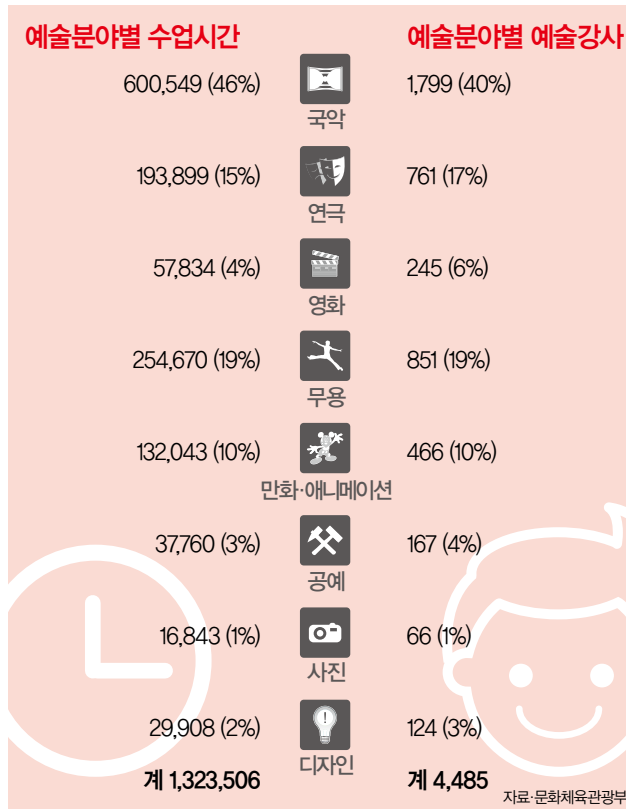 예술분야별 수업시간 예술분야별 예술강사
600,549 (46%) 1,799 (40%)
국악
193,899 (15%) 761 (17%)
연극
57,834 (4%) 245 (6%)
영화
254,670 (19%) 851 (19%)
무용
132,043 (10%) 466 (10%)
만화·애니메이션
37,760 (3%) 167 (4%)
공예
16,843 (1%) 66 (1%)
사진
29,908 (2%) 124 (3%)
디자인
계 1,323,506 계 4,485
자료·문화체육관광부